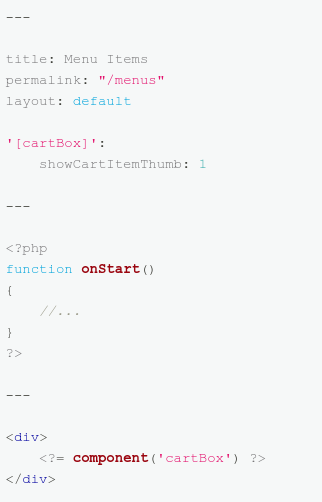 ---
title: Menu Items
permalink: "/menus"
layout: default
'[cartBox]':
    showCartItemThumb: 1
---
<?php
function onStart()
{
    //...
}
?>
---
<div>
    <?= component('cartBox') ?>
</div>